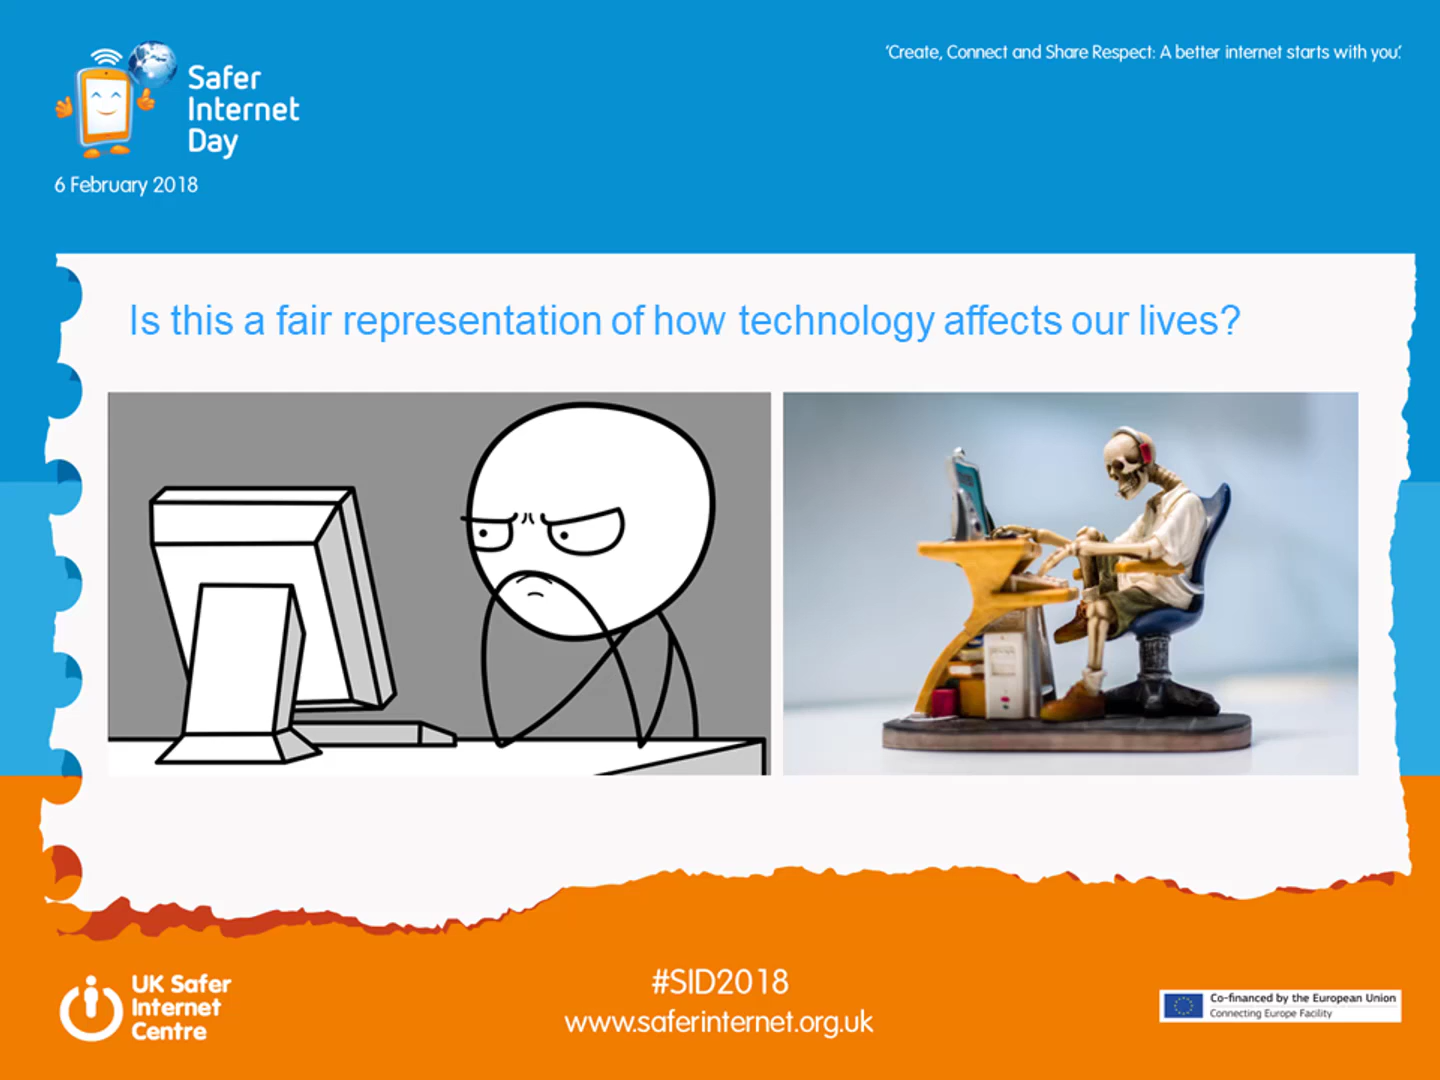 Safer
Internet
Day
6 February 2018
‘Create, Connect and Share Respect: A better internet starts with you’.
Is this a fair representation of how technology affects our lives?
UK Safer
Internet
Centre
#SID2018
www.saferinternet.org.uk
Co-financed by the European Union
Connecting Europe Facility